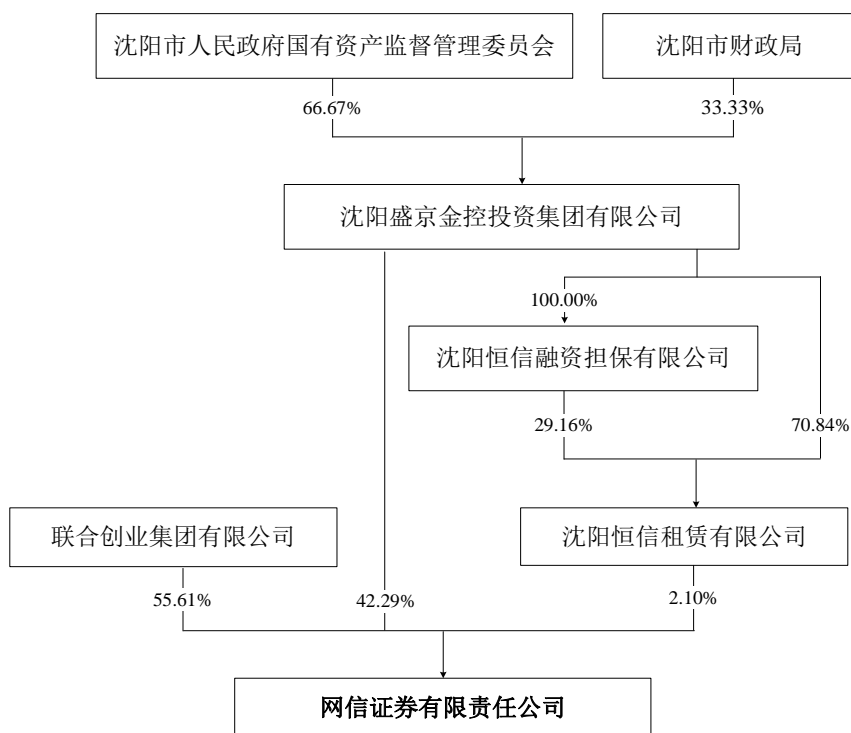 沈阳市人民政府国有资产监督管理委员会
沈阳市财政局
66.67%
33.33%
沈阳盛京金控投资集团有限公司
100.00%
沈阳恒信融资担保有限公司
29.16%
70.84%
联合创业集团有限公司
沈阳恒信租赁有限公司
55.61%
42.29%
2.10%
网信证券有限责任公司